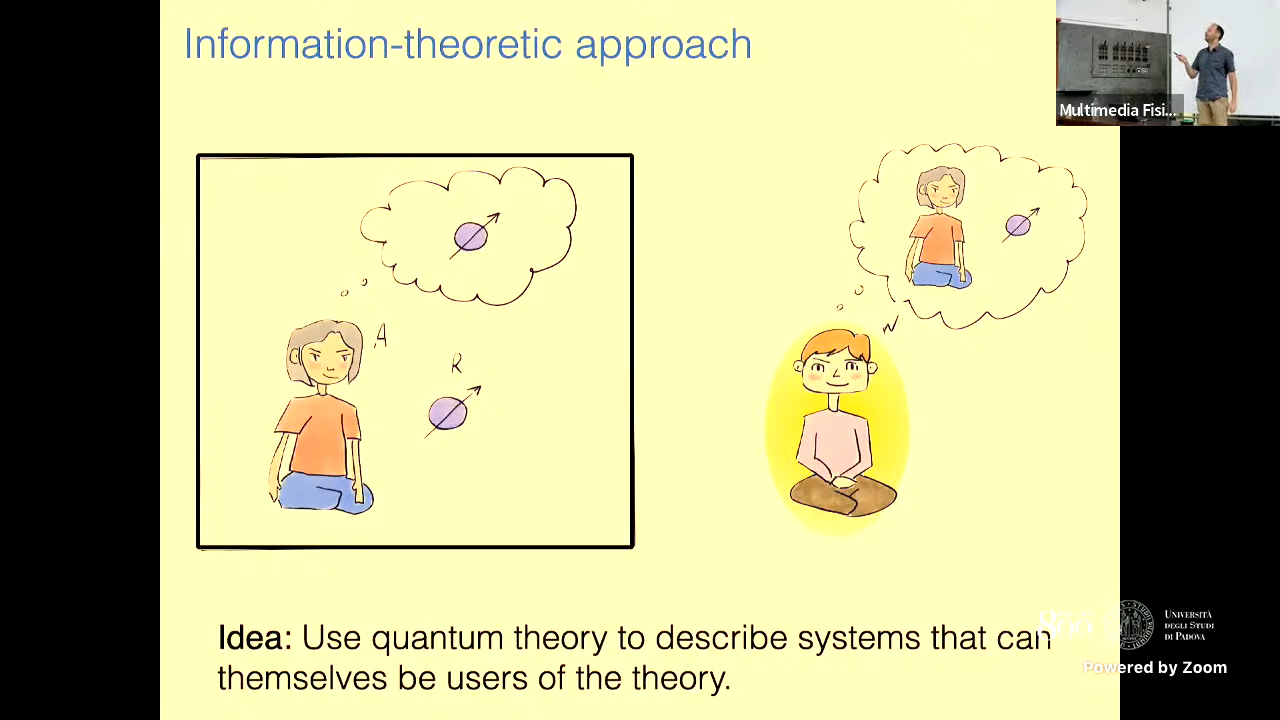 Information-theoretic approach
Multimedia Fisi...
A
R
W
Idea: Use quantum theory to describe systems that can
themselves be users of the theory.
800
UNIVERSITÀ
DEGLI STUDI
DI PADOVA
Powered by Zoom